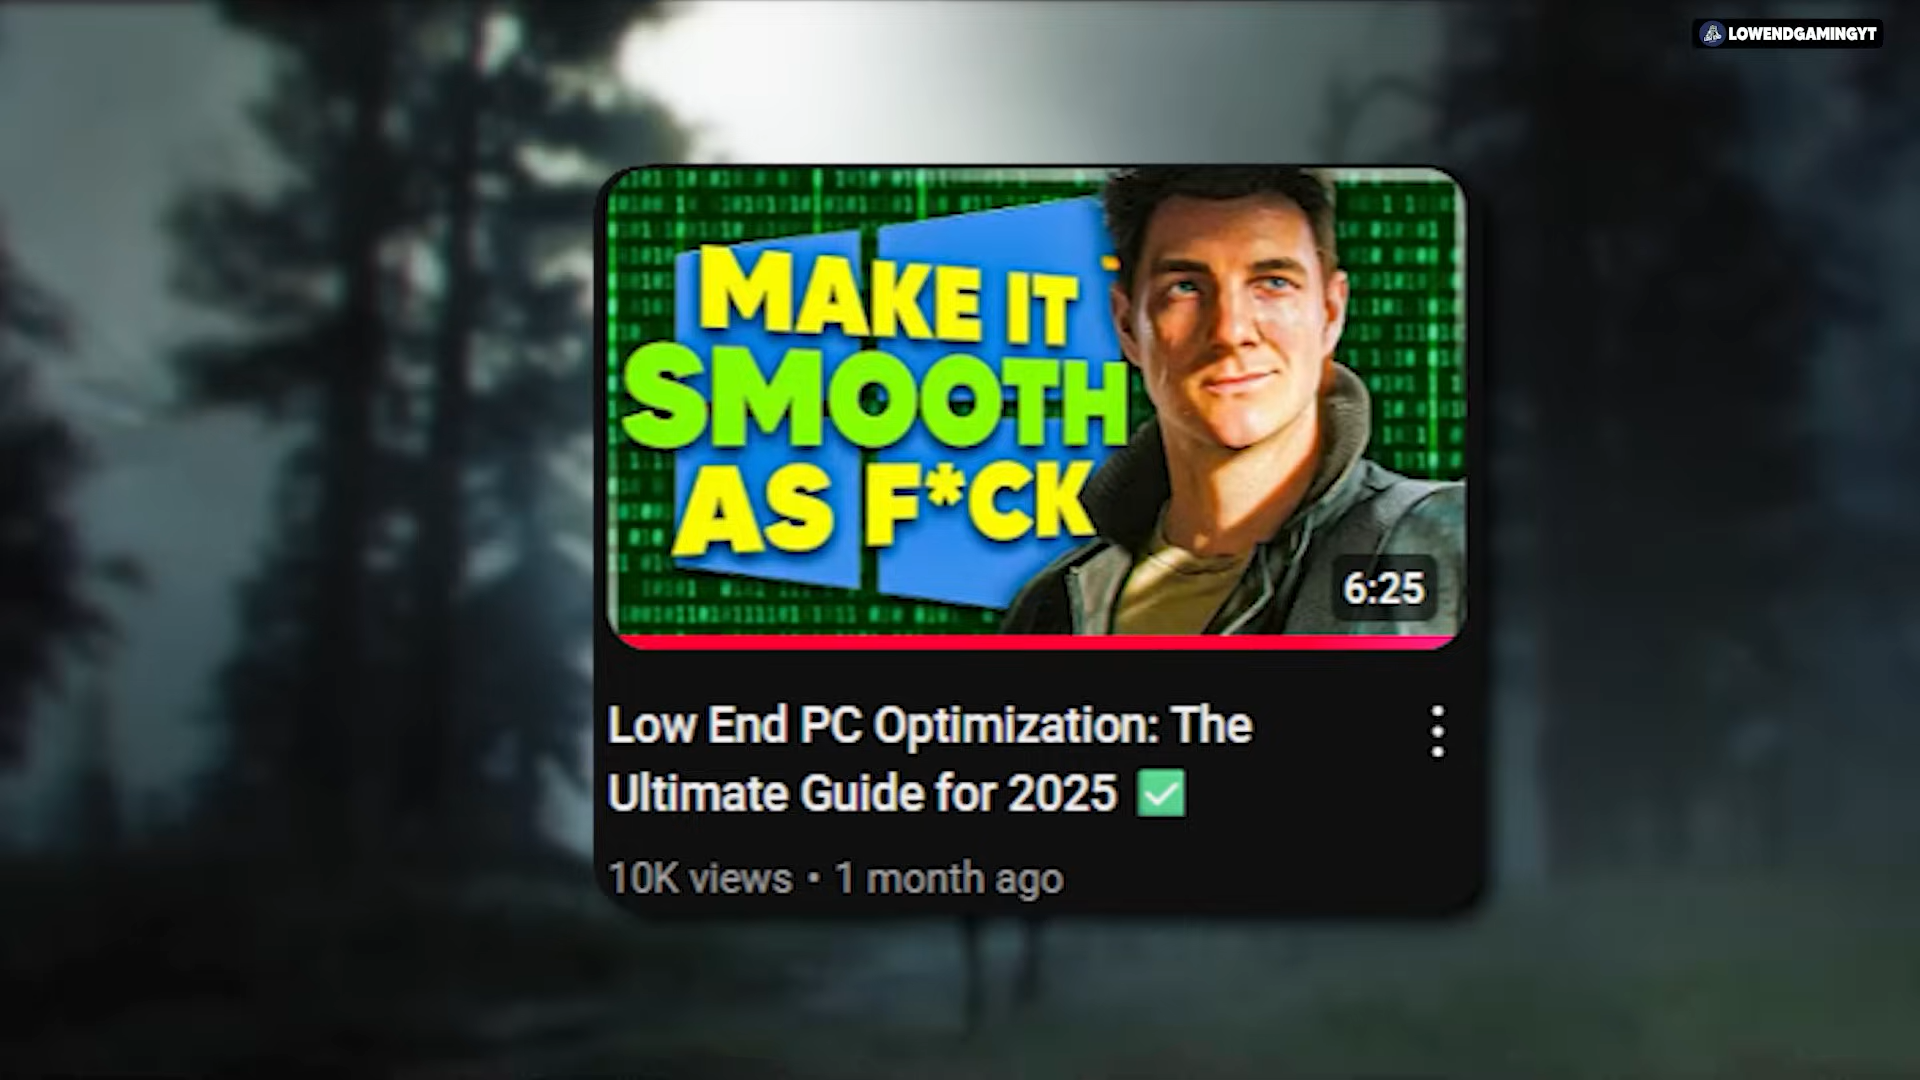 LOWENDGAMINGYT
MAKE IT
SMOOTH
AS F*CK
6:25
Low End PC Optimization: The
Ultimate Guide for 2025 ✅
10K views • 1 month ago